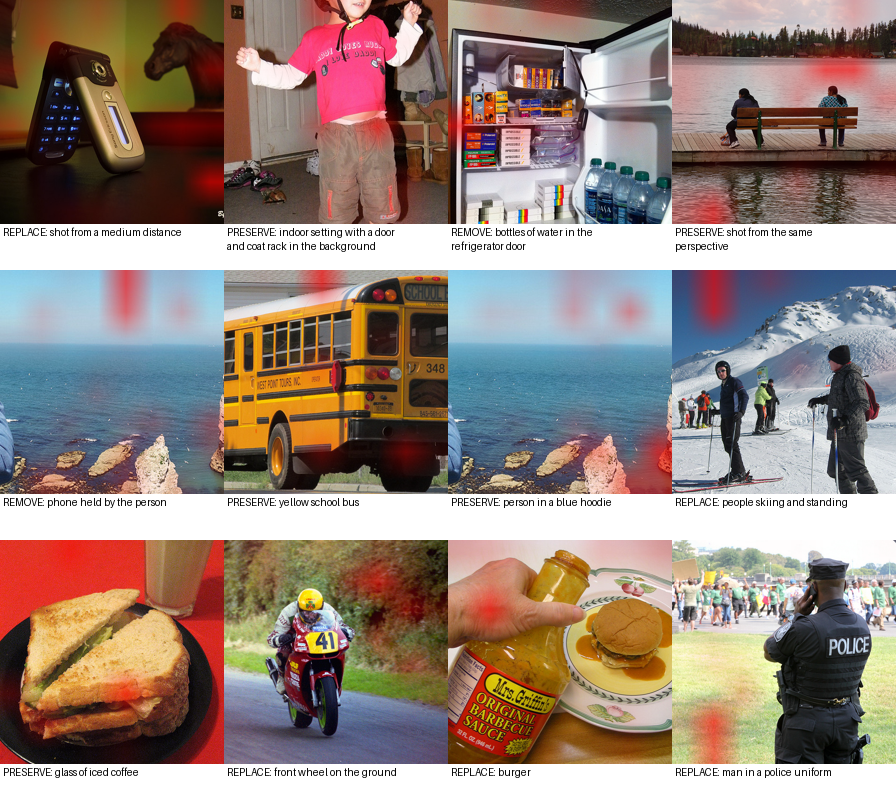 REPLACE: shot from a medium distance
PRESERVE: indoor setting with a door
and coat rack in the background
REMOVE: bottles of water in the
refrigerator door
PRESERVE: shot from the same
perspective
SCHOOL B
WEST POINT TOURS, INC.
348
REMOVE: phone held by the person
PRESERVE: yellow school bus
PRESERVE: person in a blue hoodie
REPLACE: people skiing and standing
41
POLICE
Mrs. Griffin's
ORIGINAL
BARBECUE
SAUCE
PRESERVE: glass of iced coffee
REPLACE: front wheel on the ground
REPLACE: burger
REPLACE: man in a police uniform